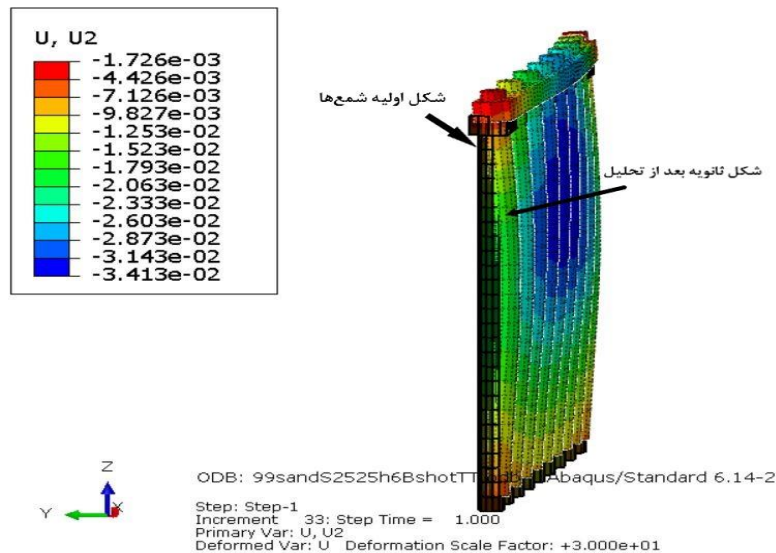 U, U2
-1.726e-03
-4.426e-03
-7.126e-03
-9.827e-03
-1.253e-02
-1.523e-02
-1.793e-02
-2.063e-02
-2.333e-02
-2.603e-02
-2.873e-02
-3.143e-02
-3.413e-02
شکل اولیه شمع‌ها
شکل ثانویه بعد از تحلیل
Z
Y
X
ODB: 99sandS2525h6BshotTT Abaqus/Standard 6.14-2
Step: Step-1
Increment 33: Step Time = 1.000
Primary Var: U, U2
Deformed Var: U Deformation Scale Factor: +3.000e+01